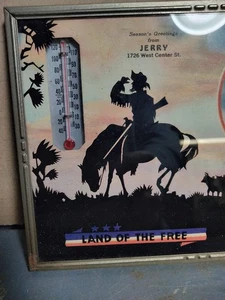 Season's Greetings
from
JERRY
1726 West Center St.
LAND OF THE FREE